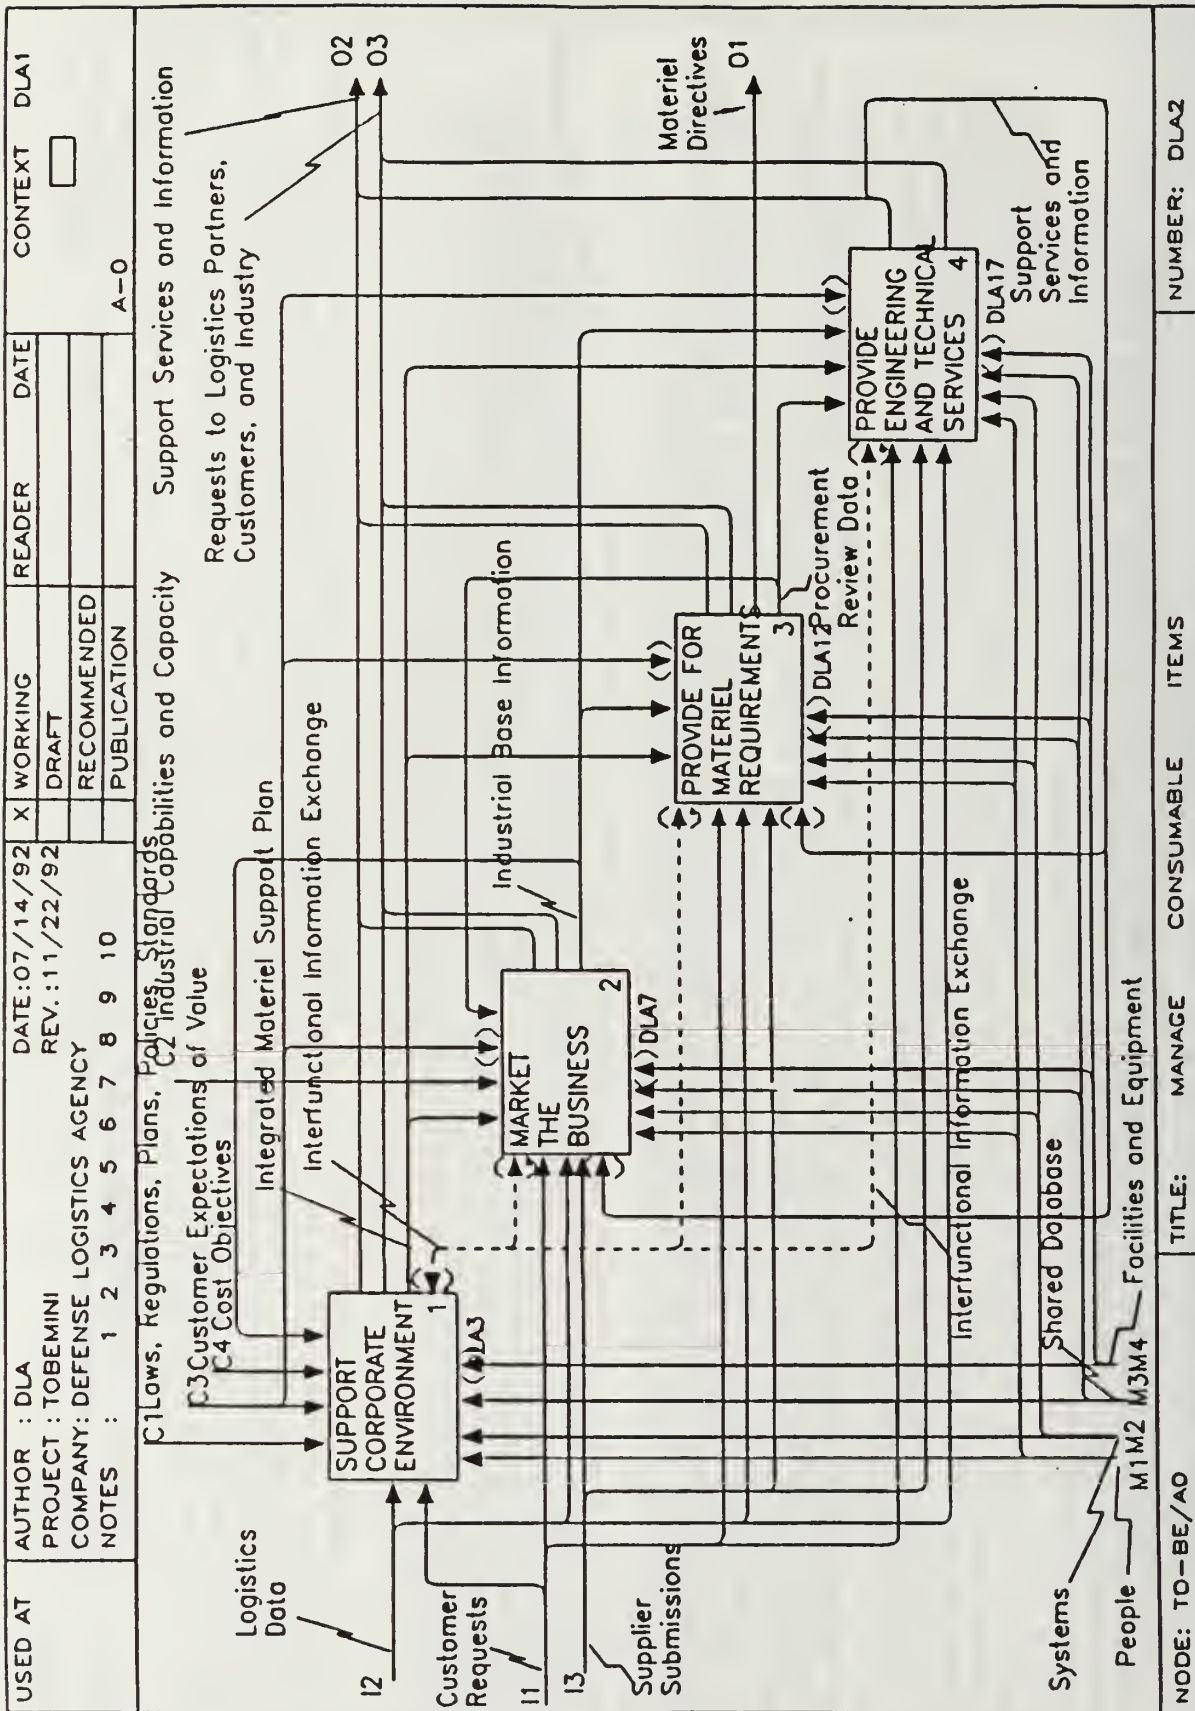 USED AT
AUTHOR : DLA
PROJECT : TOBEMINI
COMPANY: DEFENSE LOGISTICS AGENCY
NOTES : 1 2 3 4 5 6 7 8 9 10
DATE:07/14/92
REV.:11/22/92
X WORKING
DRAFT
RECOMMENDED
PUBLICATION
READER DATE
CONTEXT DLA1
A-0
C1Laws, Regulations, Plans, Policies, Standards
C2 Industrial Capabilities and Capacity
C3Customer Expectations of Value
C4 Cost Objectives
Support Services and Information
Requests to Logistics Partners,
Customers, and Industry
O2
O3
Integrated Materiel Support Plan
Interfunctional Information Exchange
Industrial Base Information
Materiel
Directives
O1
Logistics
Data
I2
Customer
Requests
I1
I3
Supplier
Submissions
SUPPORT
CORPORATE
ENVIRONMENT
1
DLA3
MARKET
THE
BUSINESS
2
DLA7
PROVIDE FOR
MATERIEL
REQUIREMENTS
3
DLA12
Procurement
Review Data
PROVIDE
ENGINEERING
AND TECHNICAL
SERVICES
4
DLA17
Support
Services and
Information
Interfunctional Information Exchange
Shared Database
Facilities and Equipment
Systems
People
M1M2 M3M4
NODE: TO-BE/AO
TITLE: MANAGE CONSUMABLE ITEMS
NUMBER: DLA2